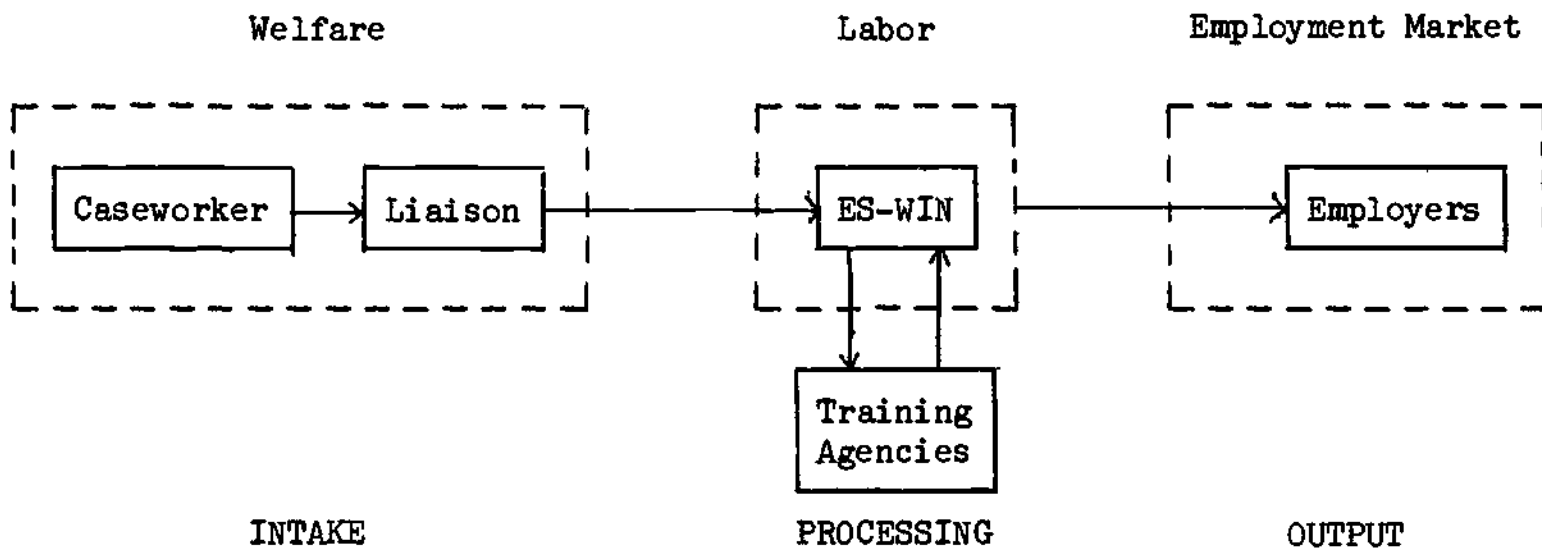 Welfare
Labor
Employment Market
Caseworker
Liaison
ES-WIN
Employers
Training
Agencies
INTAKE
PROCESSING
OUTPUT